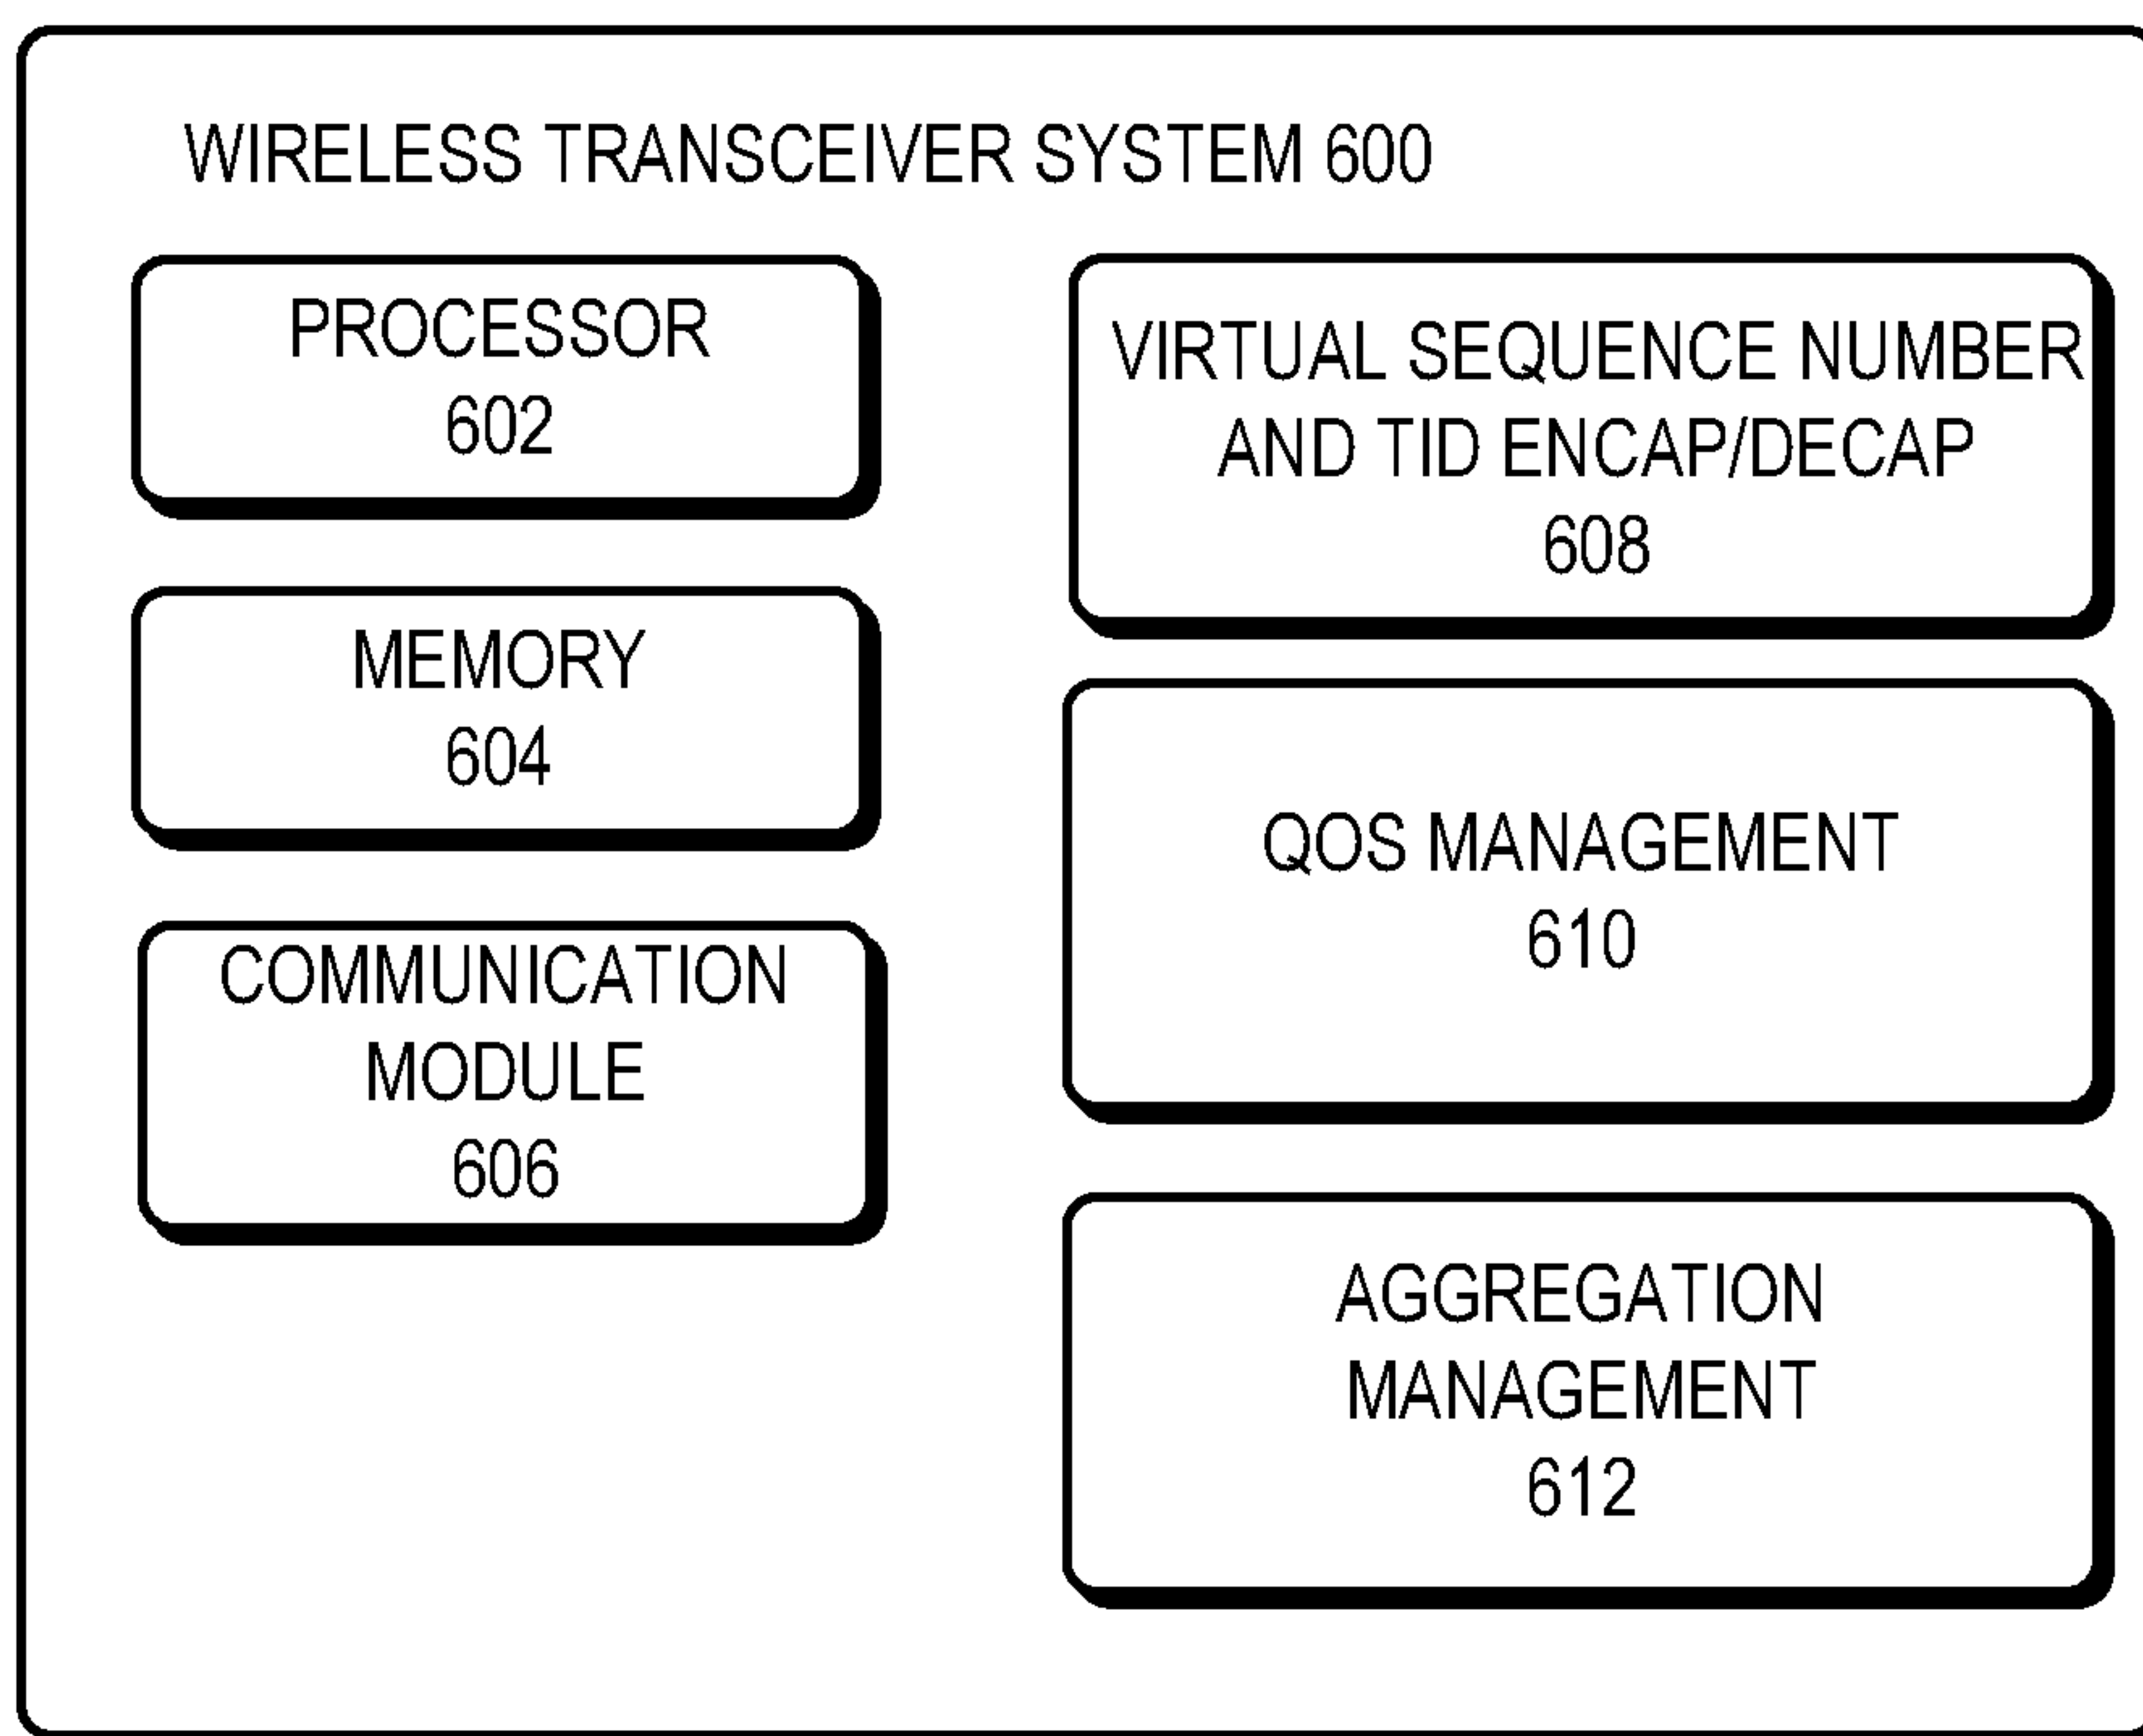 WIRELESS TRANSCEIVER SYSTEM 600
PROCESSOR
602
MEMORY
604
COMMUNICATION
MODULE
606
VIRTUAL SEQUENCE NUMBER
AND TID ENCAP/DECAP
608
QOS MANAGEMENT
610
AGGREGATION
MANAGEMENT
612